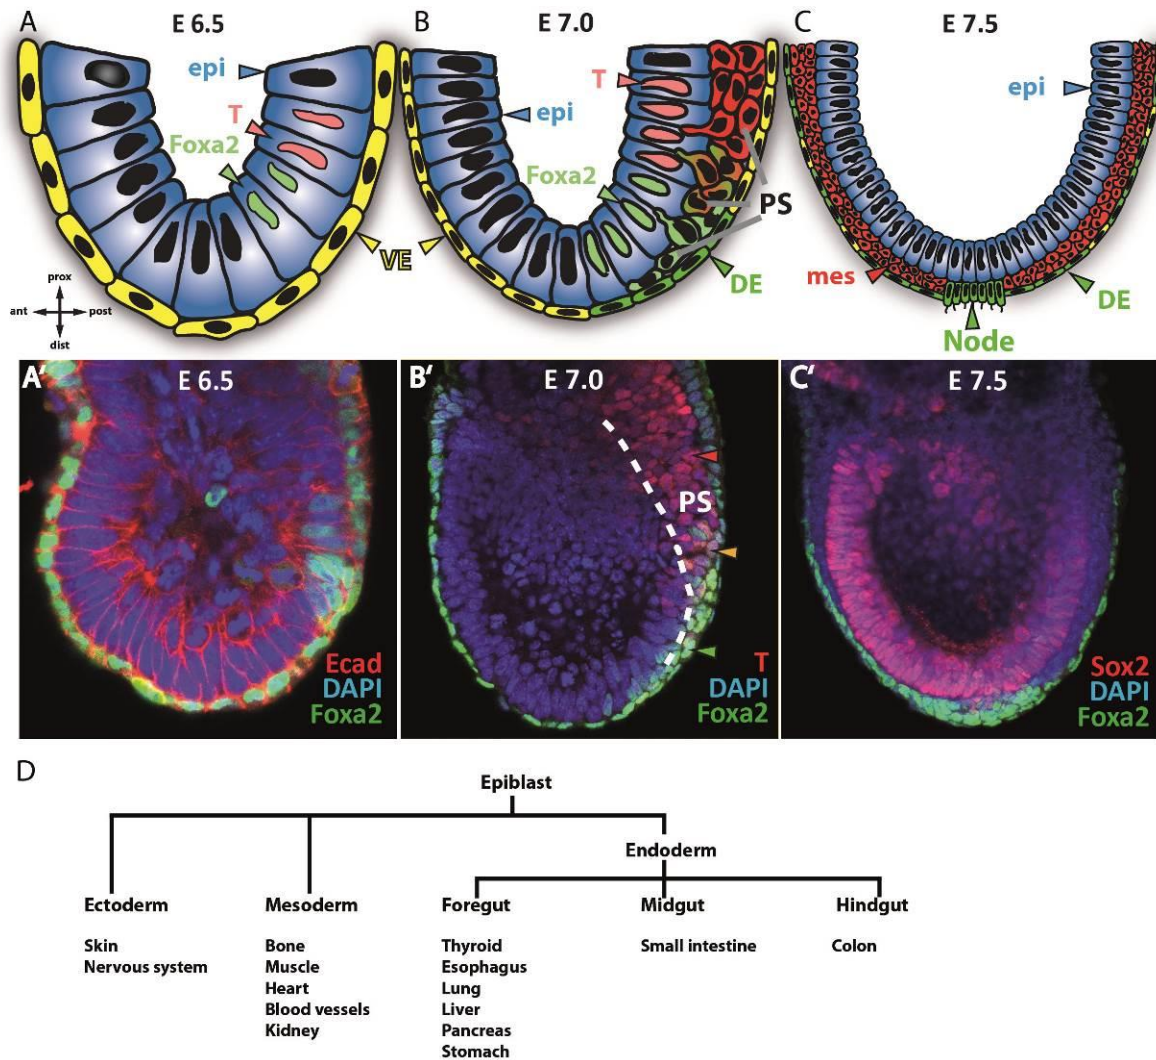 A
E 6.5
epi
T
Foxa2
VE
prox
ant
post
dist
B
E 7.0
T
epi
Foxa2
PS
DE
C
E 7.5
epi
mes
DE
Node
A'
E 6.5
Ecad
DAPI
Foxa2
B'
E 7.0
PS
T
DAPI
Foxa2
C'
E 7.5
Sox2
DAPI
Foxa2
D
Epiblast
Endoderm
Ectoderm
Mesoderm
Foregut
Midgut
Hindgut
Skin
Nervous system
Bone
Muscle
Heart
Blood vessels
Kidney
Thyroid
Esophagus
Lung
Liver
Pancreas
Stomach
Small intestine
Colon